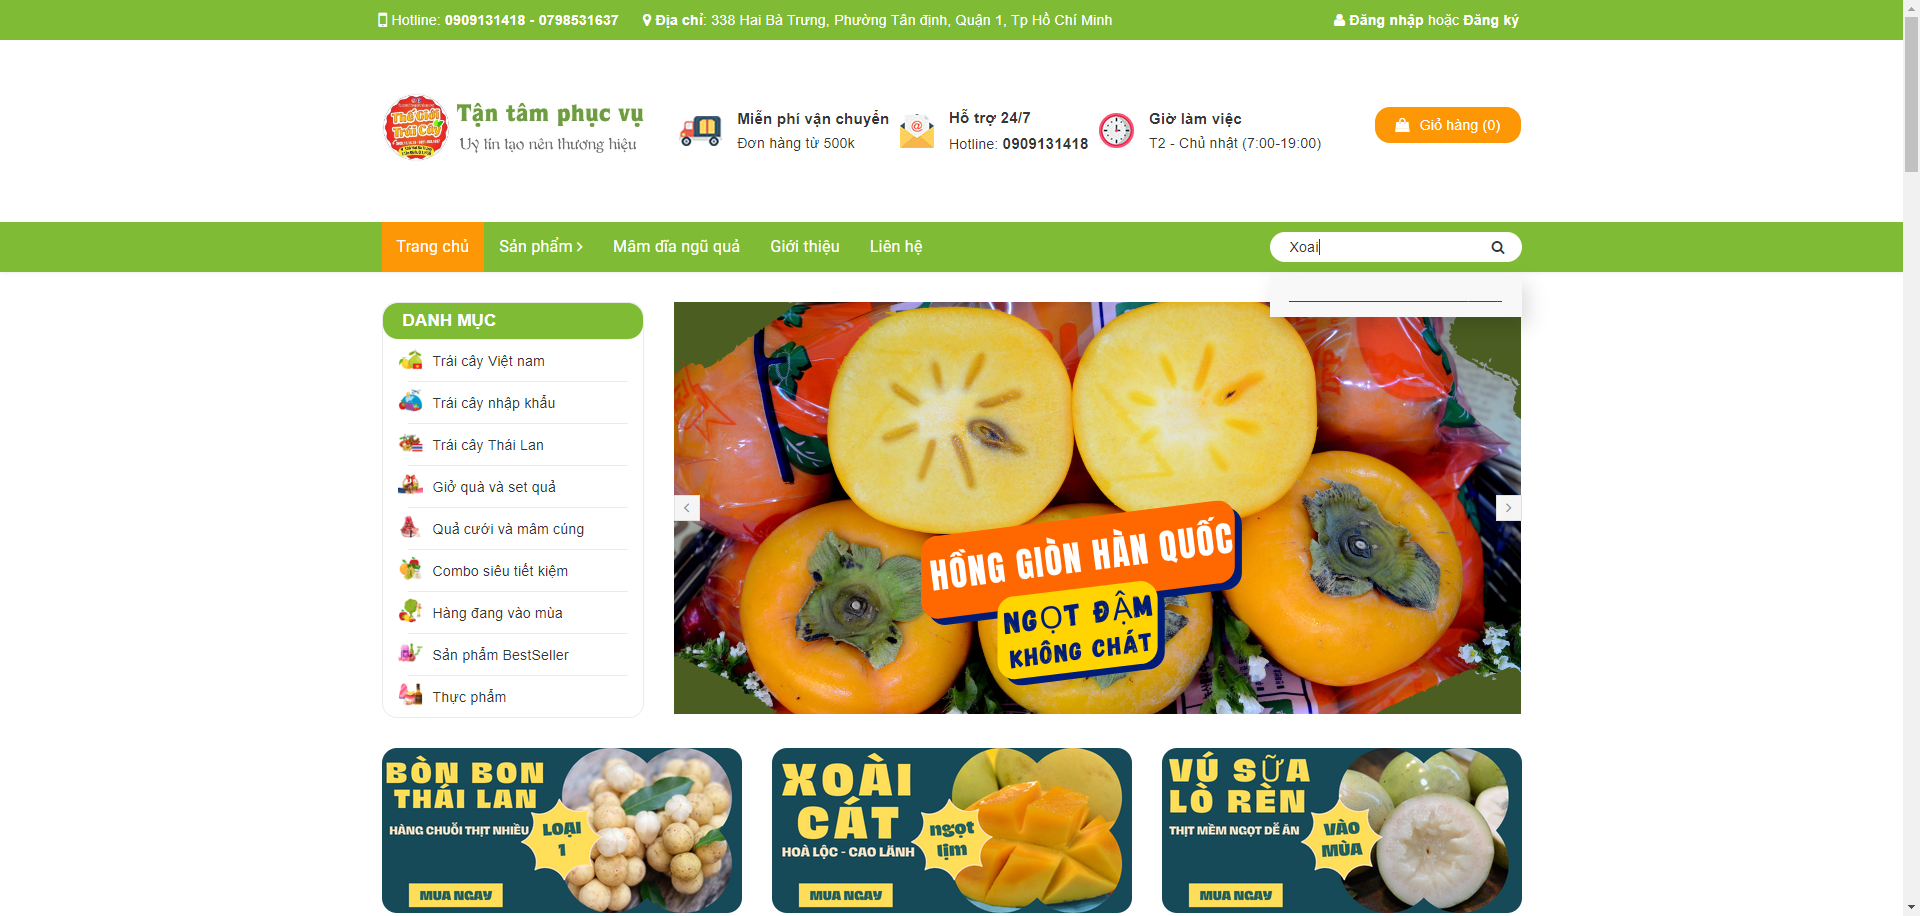 Hotline: 0909131418 - 0798531637
Địa chỉ: 338 Hai Bà Trưng, Phường Tân định, Quận 1, Tp Hồ Chí Minh
Đăng nhập hoặc Đăng ký
Thế Giới
Trái Cây
Tận tâm phục vụ
Uỷ tín tạo nên thương hiệu
Miễn phí vận chuyển
Đơn hàng từ 500k
Hỗ trợ 24/7
Hotline: 0909131418
Giờ làm việc
T2 - Chủ nhật (7:00-19:00)
Giỏ hàng (0)
Trang chủ
Sản phẩm
Mâm dĩa ngũ quả
Giới thiệu
Liên hệ
Xoai
DANH MỤC
Trái cây Việt nam
Trái cây nhập khẩu
Trái cây Thái Lan
Giở quà và set quả
Quả cưới và mâm cúng
Combo siêu tiết kiệm
Hàng đang vào mùa
Sản phẩm BestSeller
Thực phẩm
HỒNG GIÒN HÀN QUỐC
NGỌT ĐẬM
KHÔNG CHÁT
BÒN BON
THÁI LAN
HÀNG CHUỖI THỊT NHIỀU
LOẠI
1
MUA NGAY
XOÀI
CÁT
HOÀ LỘC - CAO LÃNH
ngọt
lịm
MUA NGAY
VÚ SỮA
LÒ RÈN
THỊT MỀM NGỌT DỄ ĂN
VÀO
MÙA
MUA NGAY